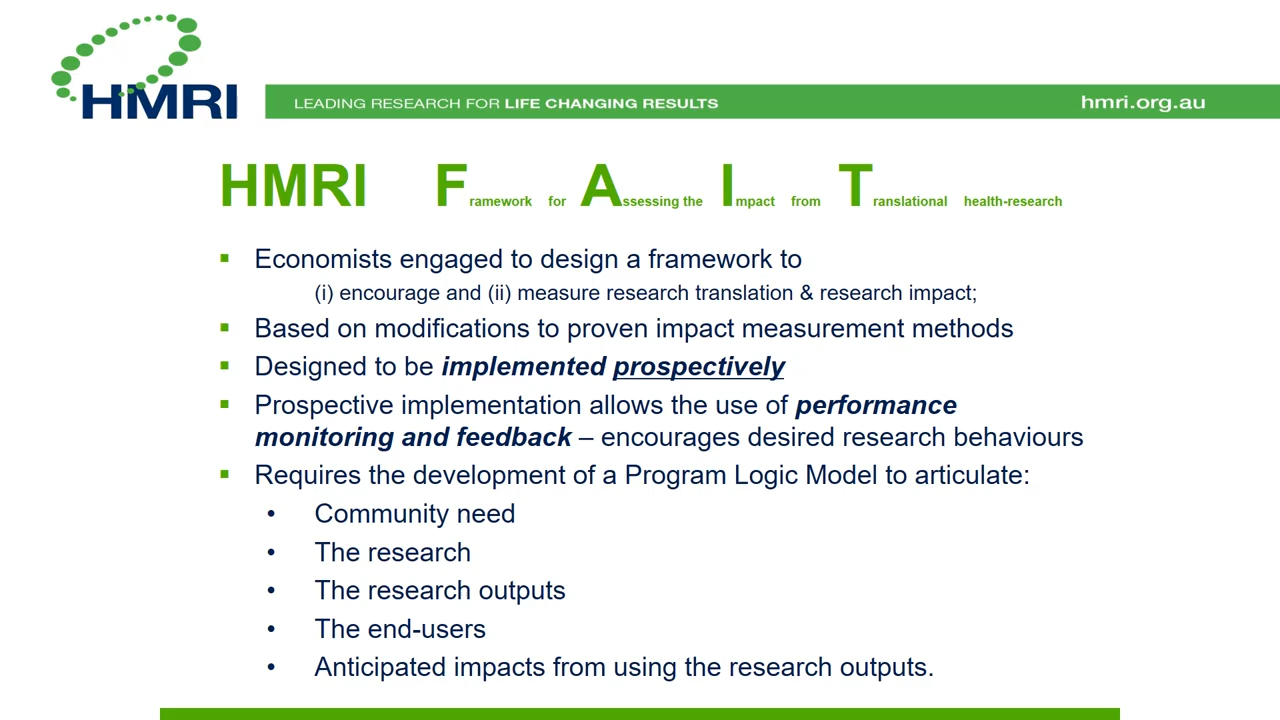 HMRI
LEADING RESEARCH FOR LIFE CHANGING RESULTS
hmri.org.au
HMRI Framework for Assessing the Impact from Translational health-research
▪ Economists engaged to design a framework to
(i) encourage and (ii) measure research translation & research impact;
▪ Based on modifications to proven impact measurement methods
▪ Designed to be implemented prospectively
▪ Prospective implementation allows the use of performance
monitoring and feedback – encourages desired research behaviours
▪ Requires the development of a Program Logic Model to articulate:
• Community need
• The research
• The research outputs
• The end-users
• Anticipated impacts from using the research outputs.